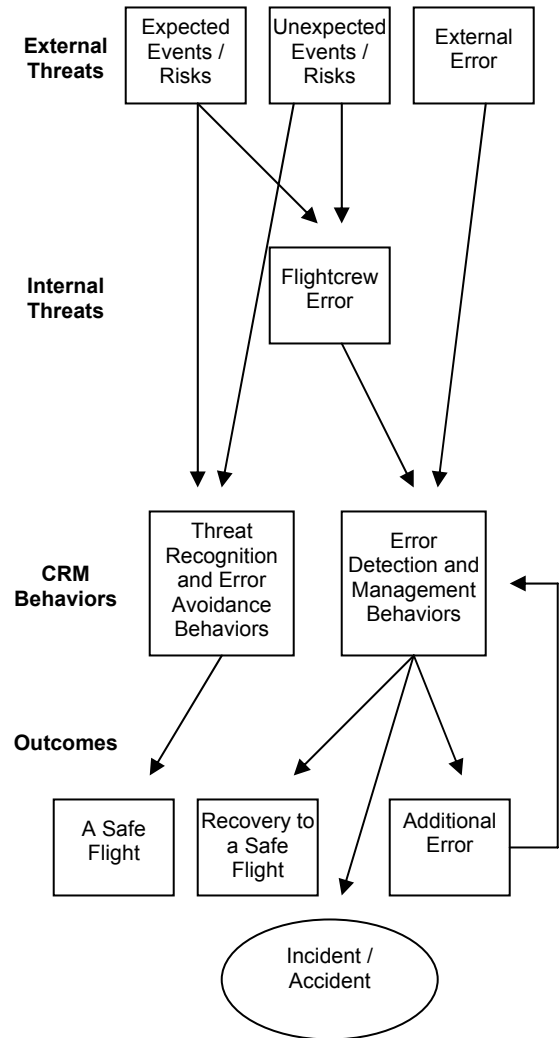 External
Threats
Expected
Events /
Risks
Unexpected
Events /
Risks
External
Error
Internal
Threats
Flightcrew
Error
CRM
Behaviors
Threat
Recognition
and Error
Avoidance
Behaviors
Error
Detection and
Management
Behaviors
Outcomes
A Safe
Flight
Recovery to
a Safe
Flight
Additional
Error
Incident /
Accident